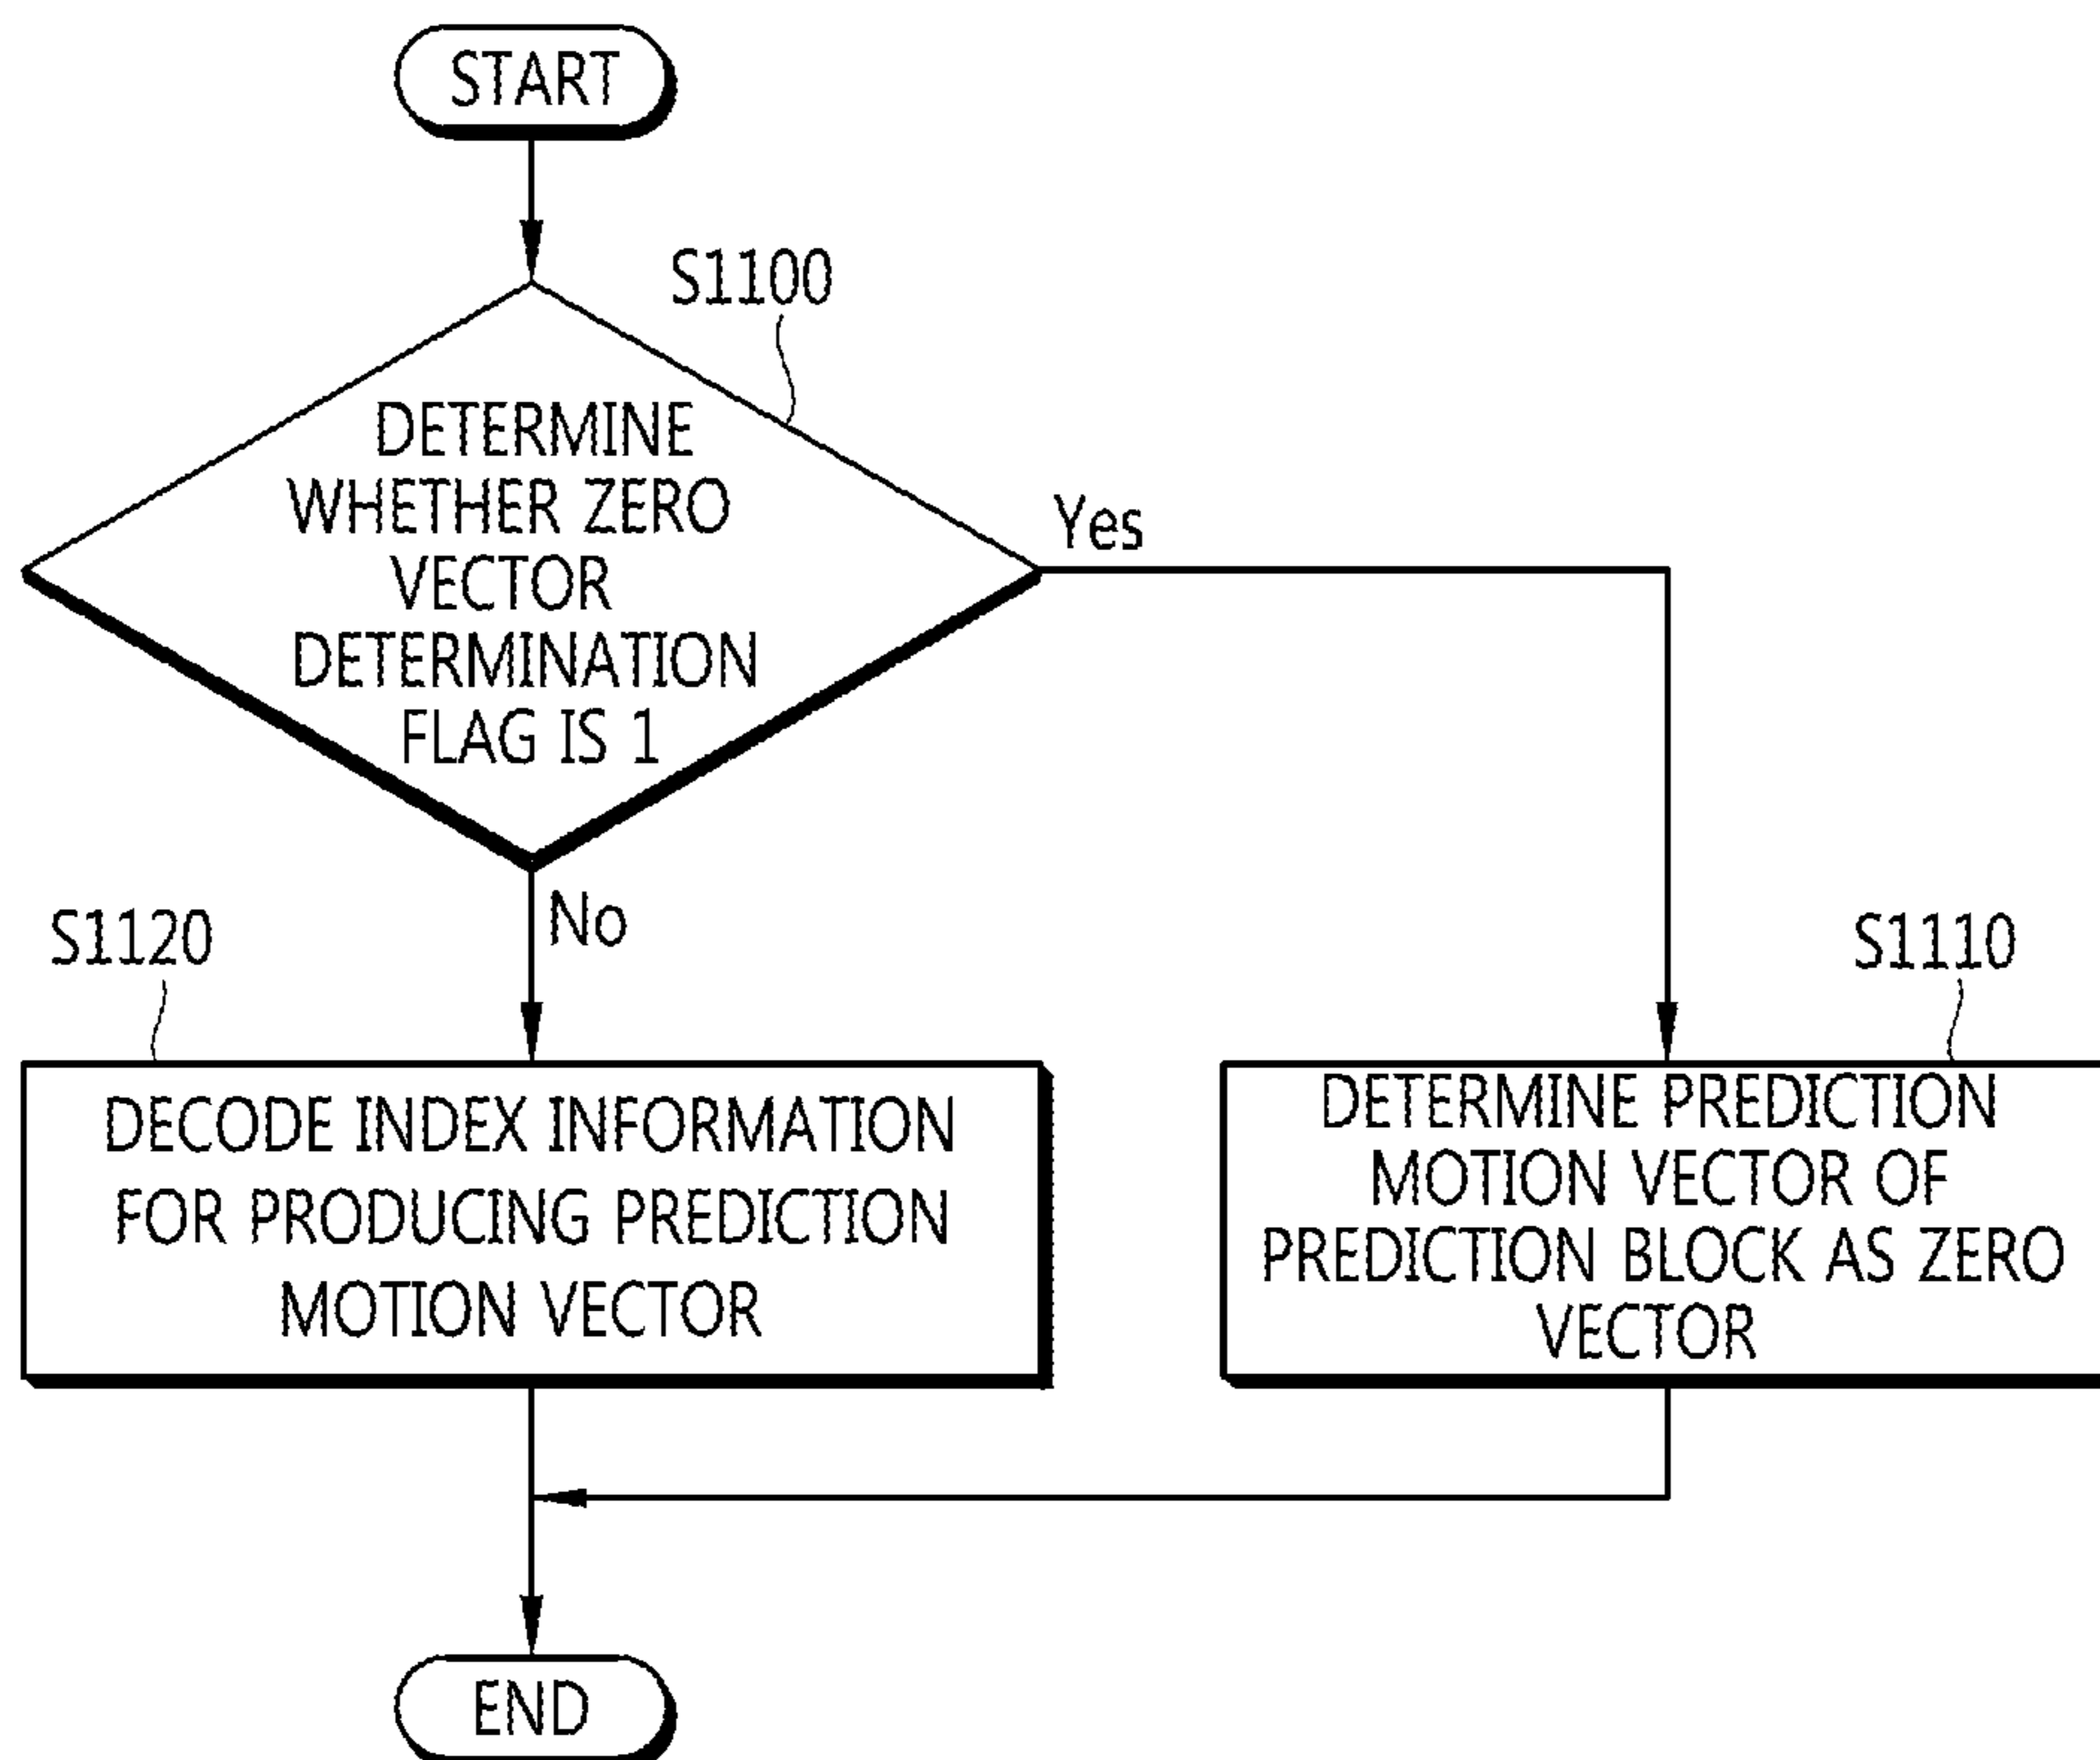 START
S1100
DETERMINE
WHETHER ZERO
VECTOR
DETERMINATION
FLAG IS 1
Yes
No
S1120
S1110
DECODE INDEX INFORMATION
FOR PRODUCING PREDICTION
MOTION VECTOR
DETERMINE PREDICTION
MOTION VECTOR OF
PREDICTION BLOCK AS ZERO
VECTOR
END